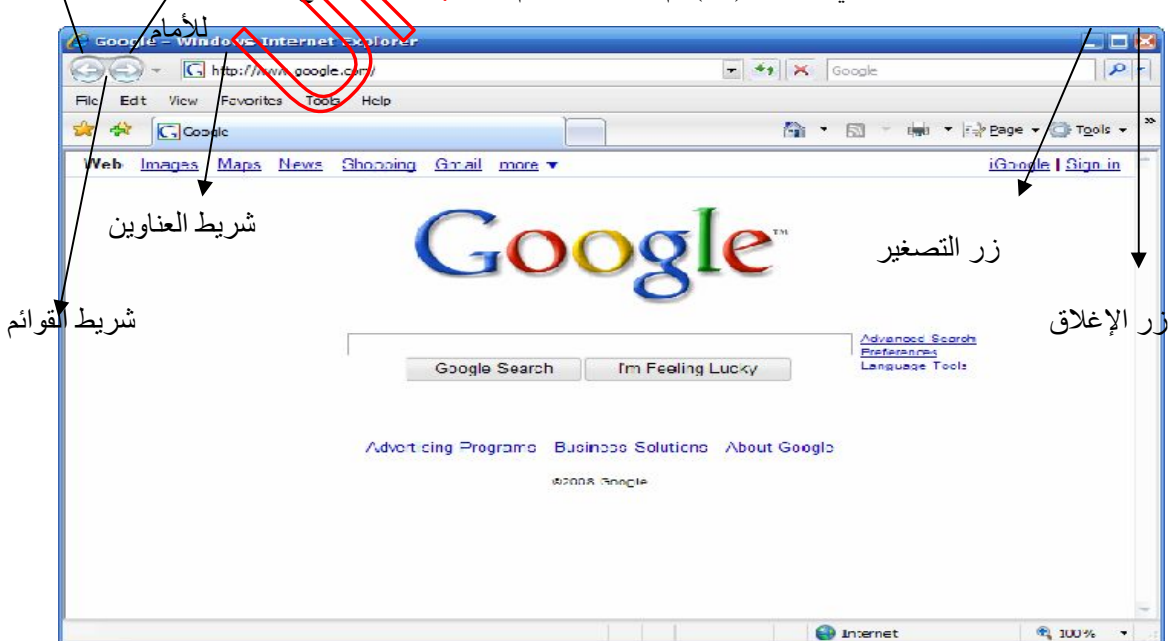 للأمام
Google - Windows Internet Explorer
http://www.google.com/
Google
File Edit View Favorites Tools Help
Google
Page Tools
Web Images Maps News Shopping Gmail more
iGoogle | Sign in
شريط العناوين
Google™
زر التصغير
شريط القوائم
زر الإغلاق
Advanced Search
Preferences
Language Tools
Google Search I'm Feeling Lucky
Advertising Programs Business Solutions About Google
©2008 Google
Internet 100%